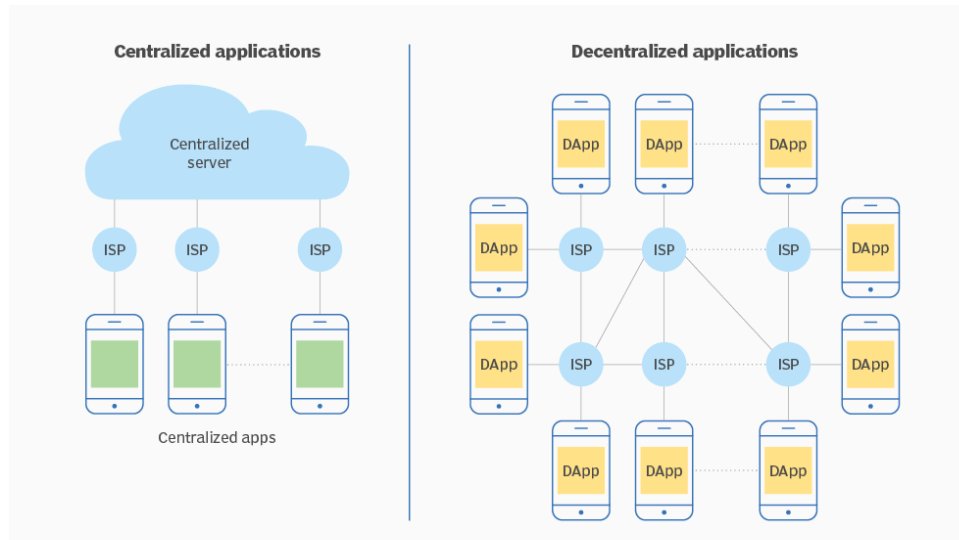 Centralized applications
Centralized
server
ISP
ISP
ISP
Centralized apps
Decentralized applications
DApp
DApp
DApp
DApp
ISP
ISP
ISP
DApp
DApp
ISP
ISP
ISP
DApp
DApp
DApp
DApp